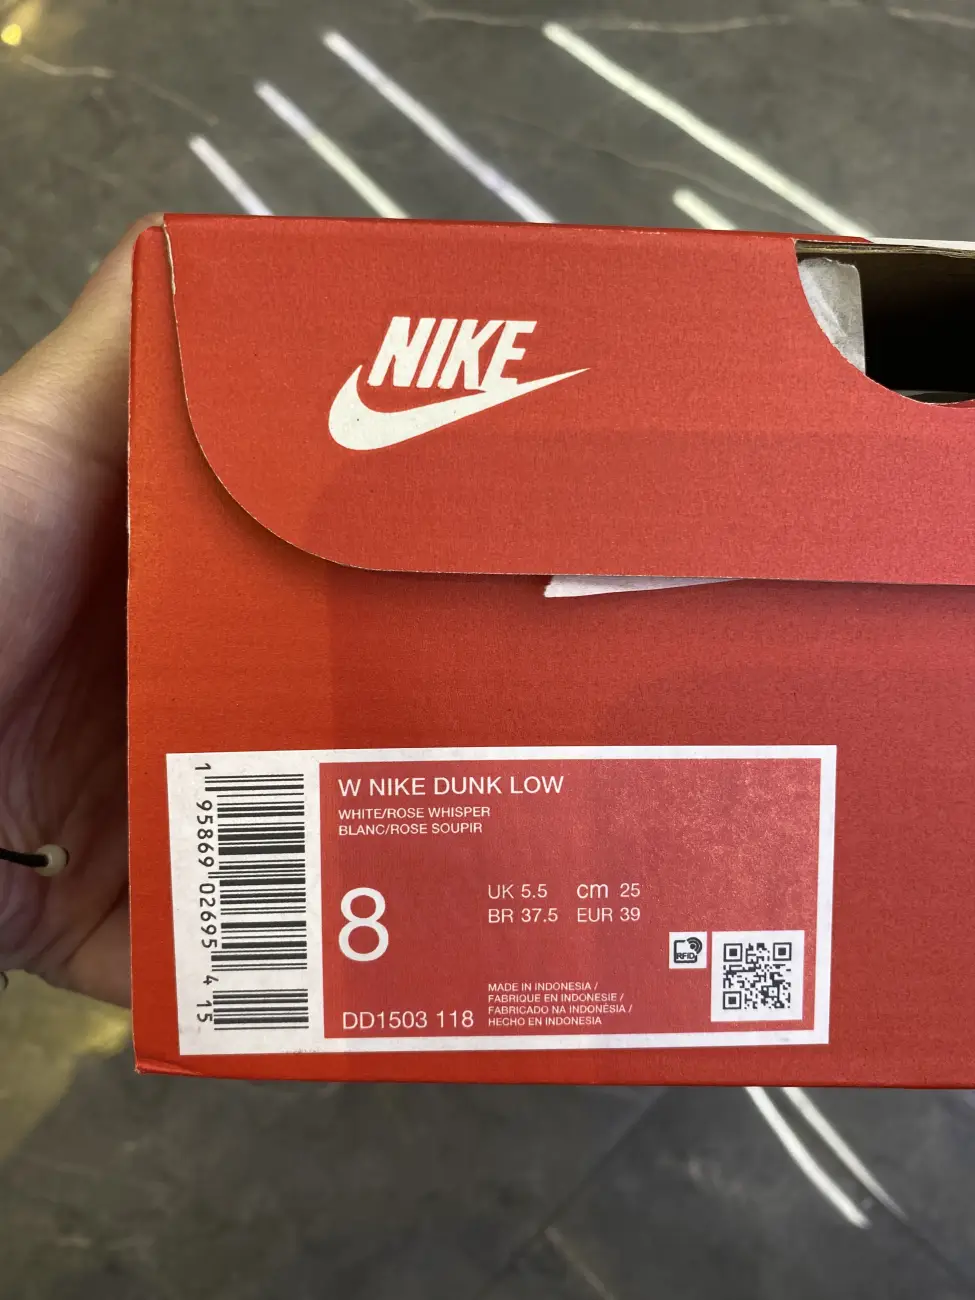 NIKE
W NIKE DUNK LOW
WHITE/ROSE WHISPER
BLANC/ROSE SOUPIR
8
UK 5.5 cm 25
BR 37.5 EUR 39
RFID
MADE IN INDONESIA /
FABRIQUE EN INDONESIE /
FABRICADO NA INDONÉSIA /
HECHO EN INDONESIA
DD1503 118
1 95869 02695 4 15